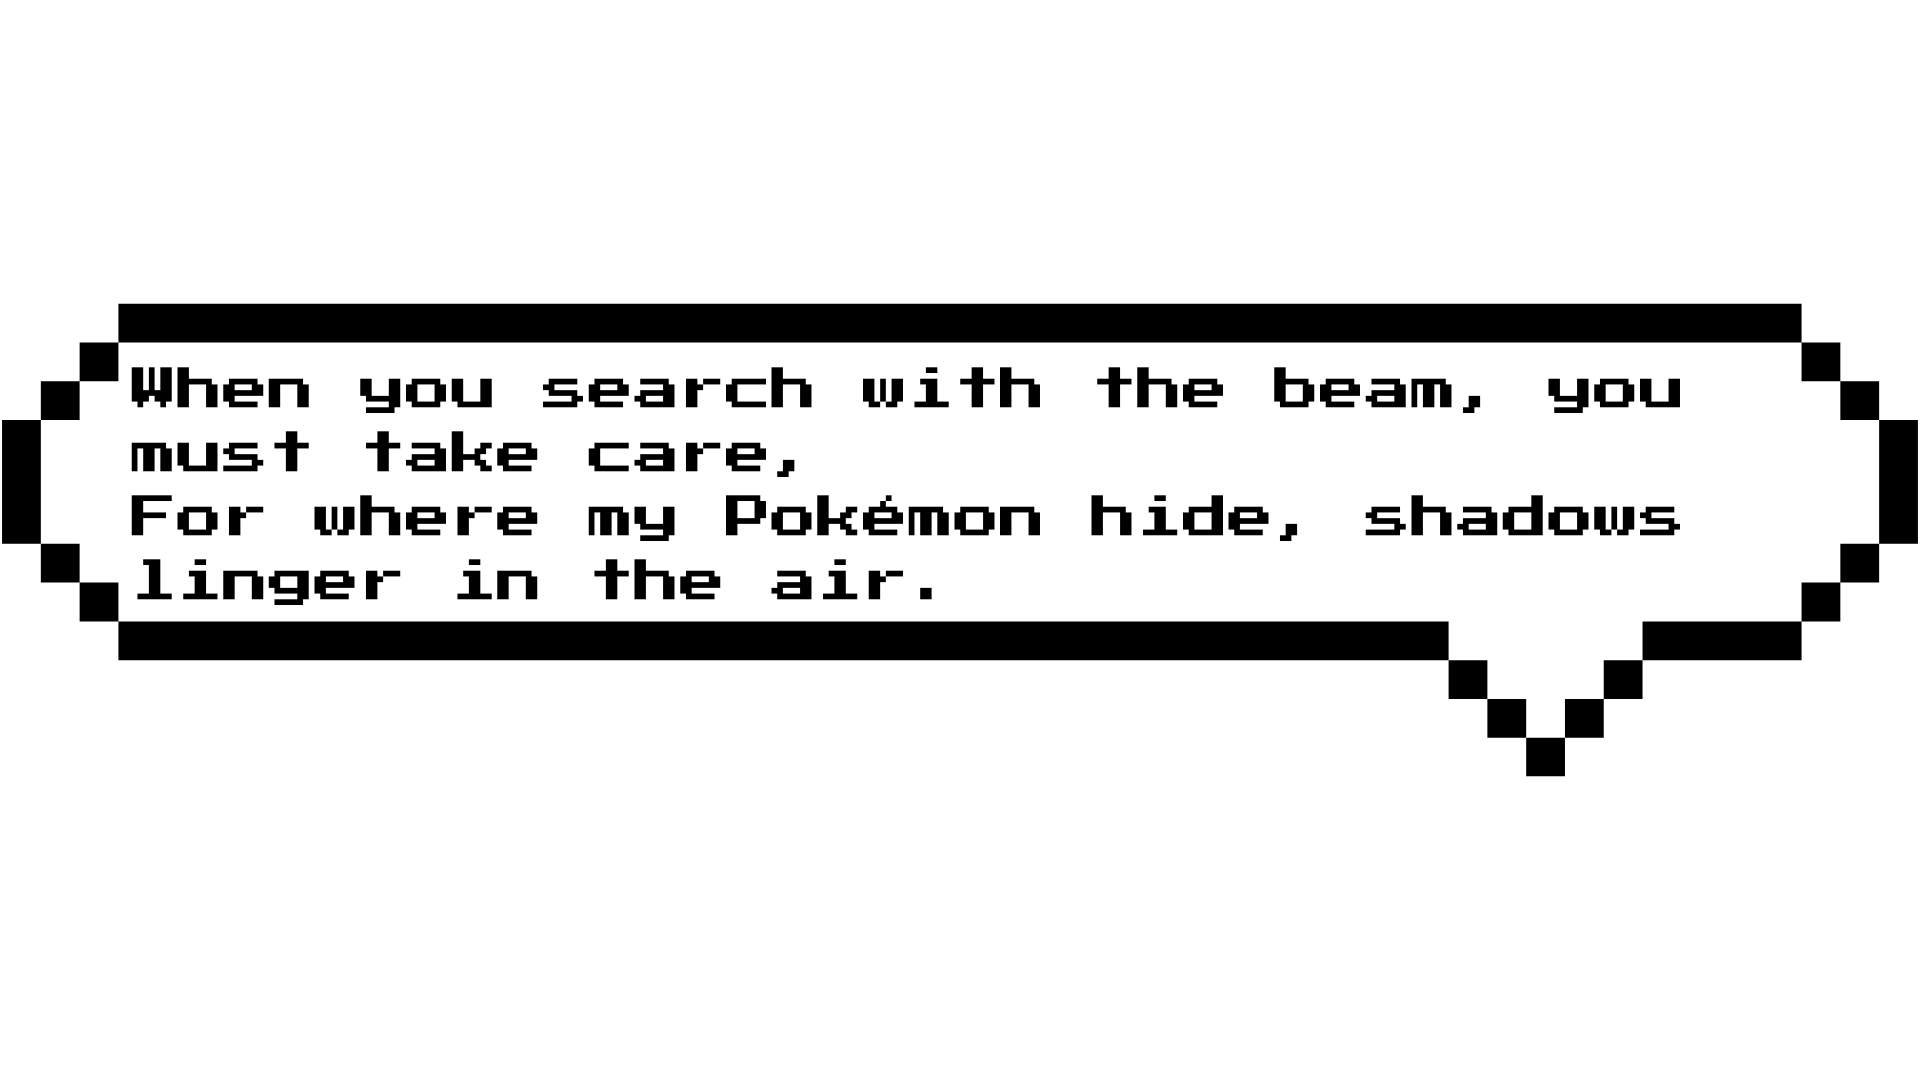 When you search with the beam, you
must take care,
For where my Pokémon hide, shadows
linger in the air.